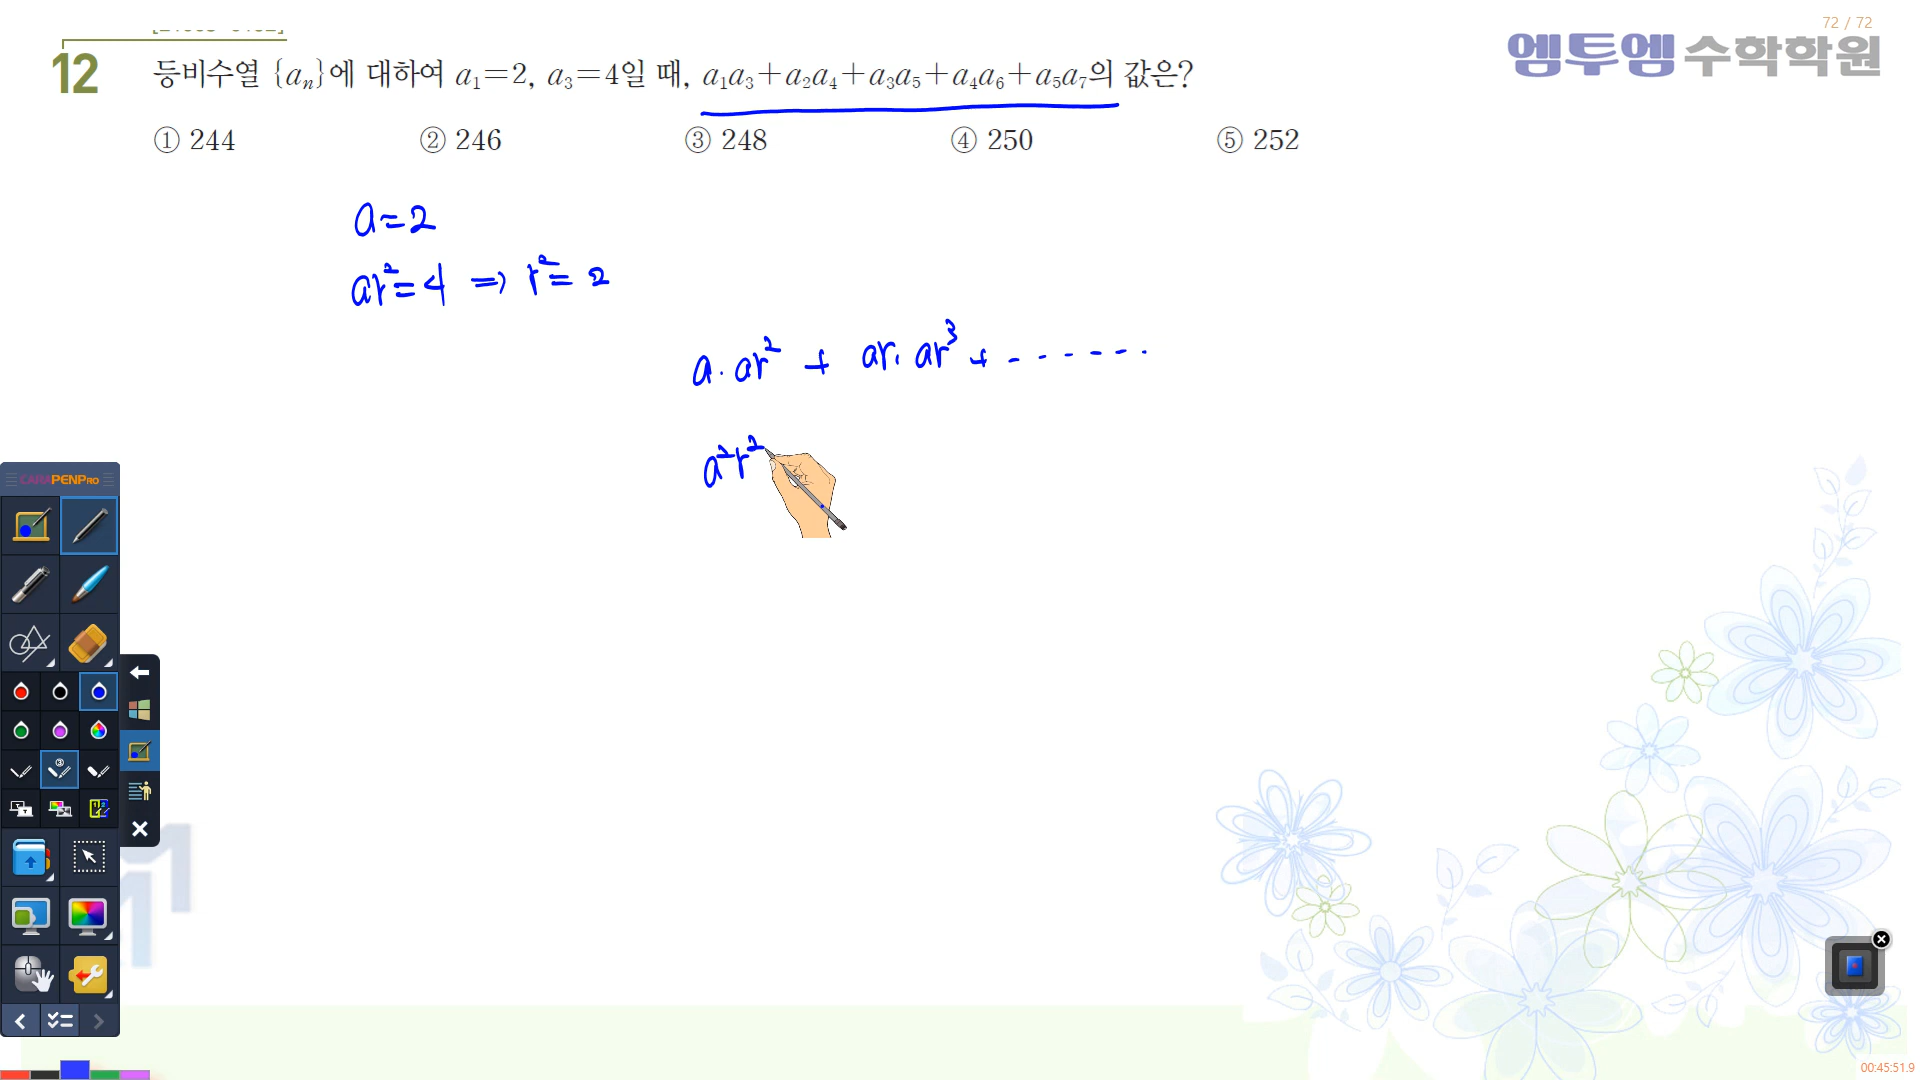 72 / 72
엠투엠 수학학원
12 등비수열 {aₙ}에 대하여 a₁=2, a₃=4일 때, a₁a₃+a₂a₄+a₃a₅+a₄a₆+a₅a₇의 값은?
① 244 ② 246 ③ 248 ④ 250 ⑤ 252
a=2
ar²=4 ⇒ r²=2
a·ar² + ar·ar³ + -------
a²r²
CARAPENPRO
00:45:51.9